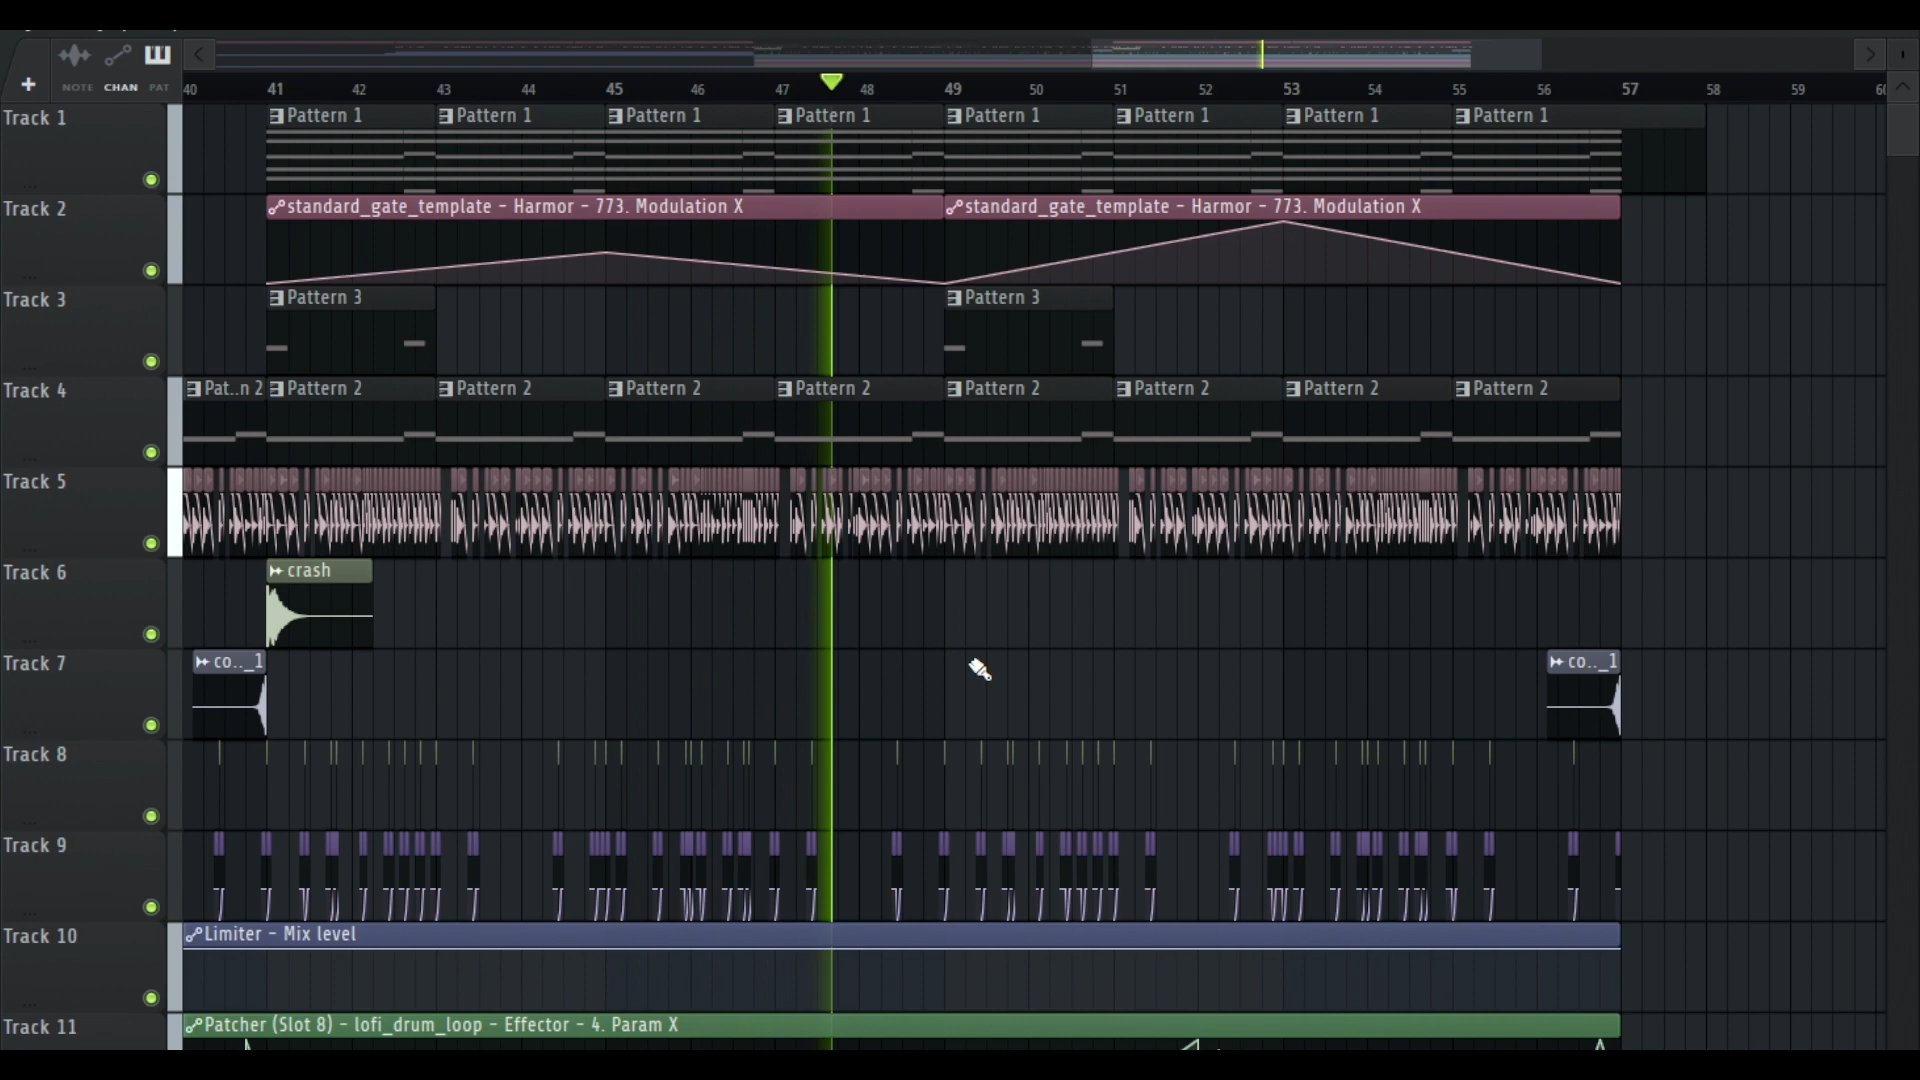 NOTE CHAN PAT
40 41 42 43 44 45 46 47 48 49 50 51 52 53 54 55 56 57 58 59
Track 1
Pattern 1 Pattern 1 Pattern 1 Pattern 1 Pattern 1 Pattern 1 Pattern 1 Pattern 1
Track 2
standard_gate_template - Harmor - 773. Modulation X standard_gate_template - Harmor - 773. Modulation X
Track 3
Pattern 3 Pattern 3
Track 4
Pat..n 2 Pattern 2 Pattern 2 Pattern 2 Pattern 2 Pattern 2 Pattern 2 Pattern 2 Pattern 2
Track 5
Track 6
crash
Track 7
co.._1 co.._1
Track 8
Track 9
Track 10
Limiter - Mix level
Track 11
Patcher (Slot 8) - lofi_drum_loop - Effector - 4. Param X